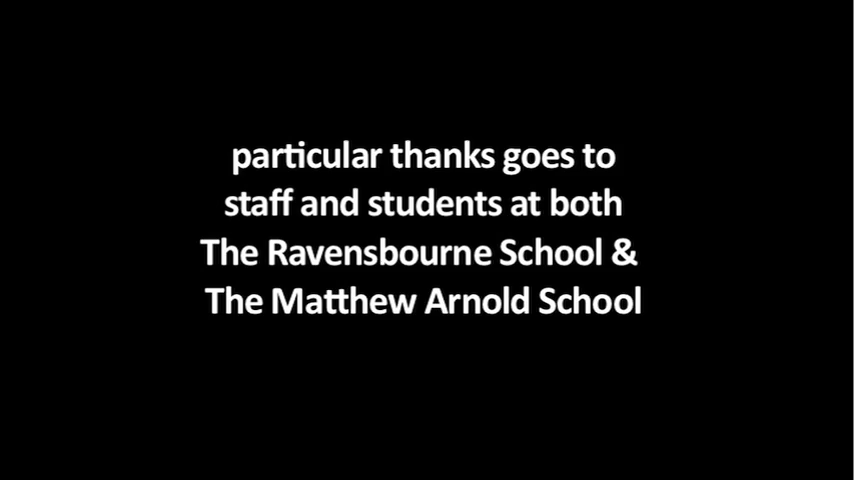 particular thanks goes to
staff and students at both
The Ravensbourne School &
The Matthew Arnold School